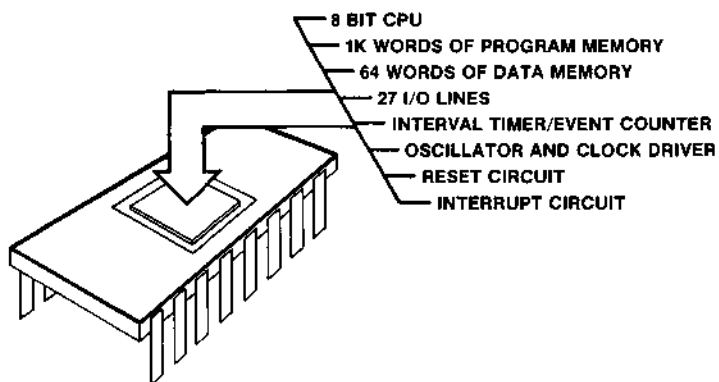 8 BIT CPU
1K WORDS OF PROGRAM MEMORY
64 WORDS OF DATA MEMORY
27 I/O LINES
INTERVAL TIMER/EVENT COUNTER
OSCILLATOR AND CLOCK DRIVER
RESET CIRCUIT
INTERRUPT CIRCUIT